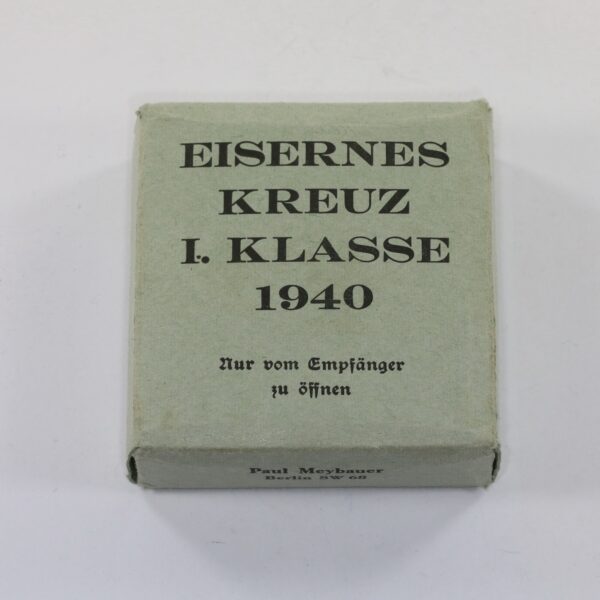 EISERNES
KREUZ
I. KLASSE
1940
Nur vom Empfänger
zu öffnen
Paul Meybauer
Berlin SW 68